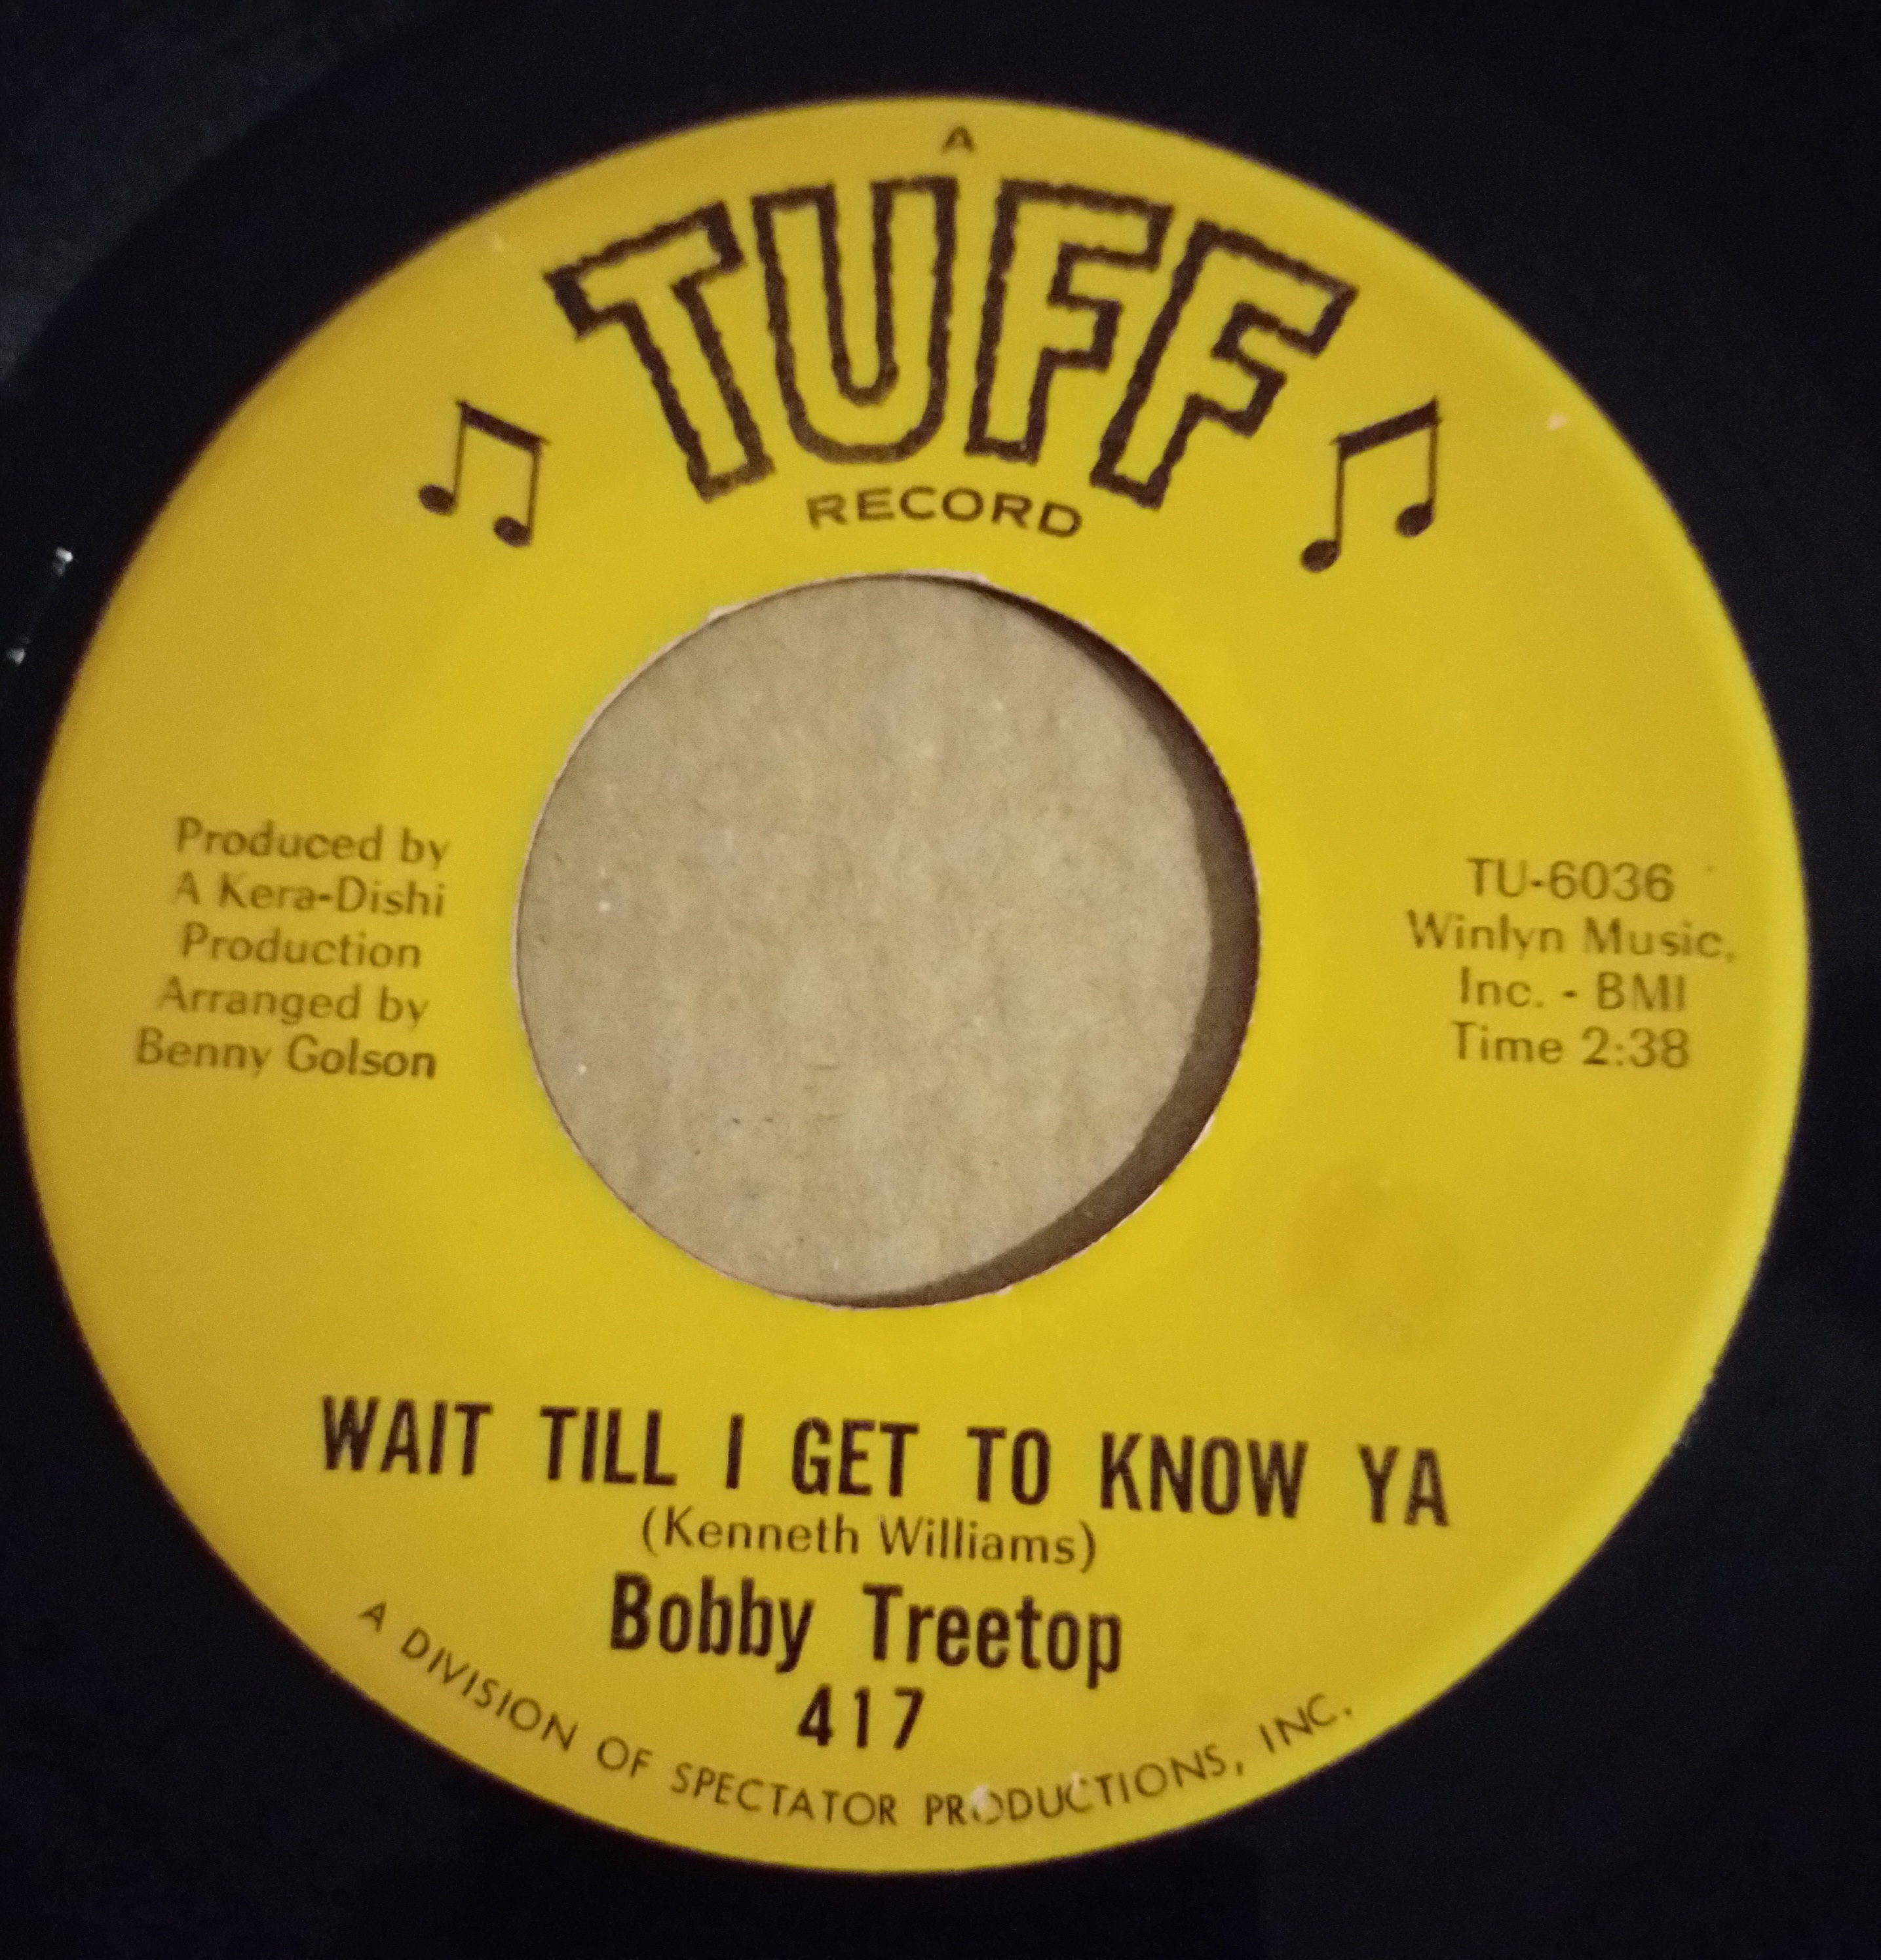 A
TUFF
RECORD
Produced by
A Kera-Dishi
Production
Arranged by
Benny Golson
TU-6036
Winlyn Music,
Inc. - BMI
Time 2:38
WAIT TILL I GET TO KNOW YA
(Kenneth Williams)
Bobby Treetop
417
A DIVISION OF SPECTATOR PRODUCTIONS, INC.